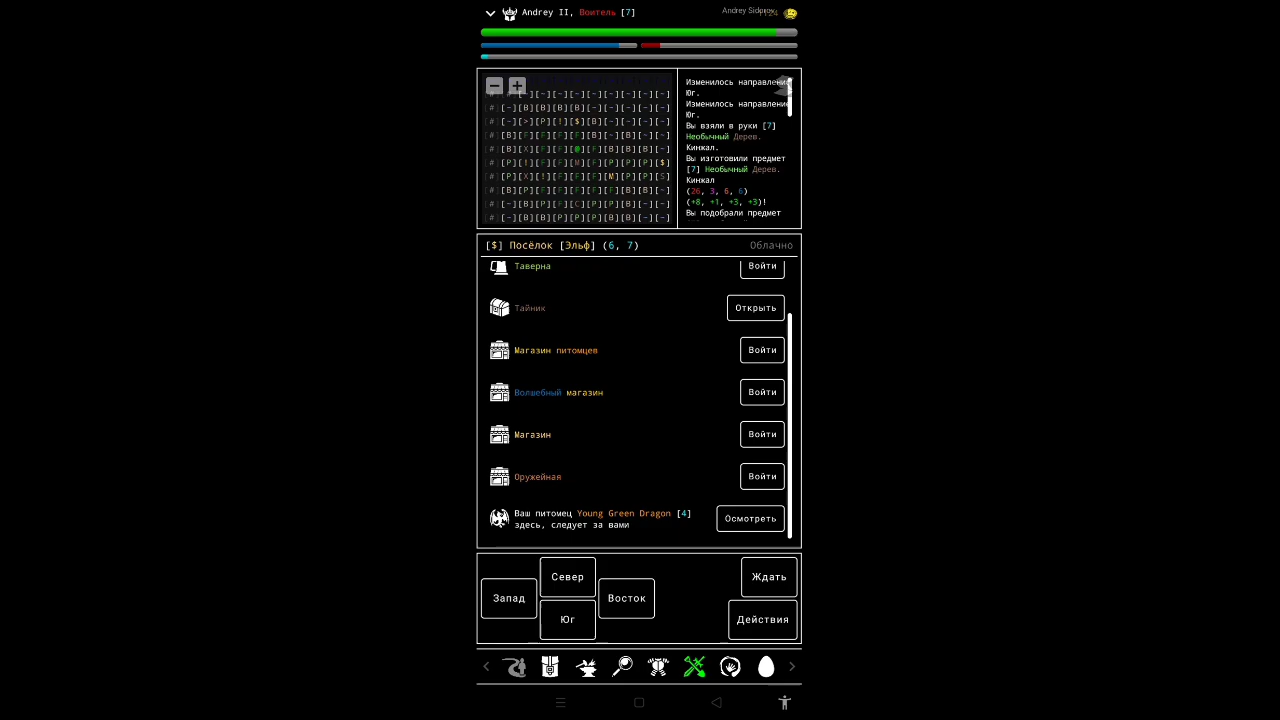 Andrey II, Воитель [7]
Andrey Sidorov
[#][~][B][B][B][B][~][~][~][~]
[#][~][>][P][!][$][B][~][~][~][~]
[#][B][F][F][F][F][B][~][B][~][~]
[#][B][X][F][F][@][F][B][B][B][~]
[#][P][!][F][F][M][F][P][P][P][$]
[#][P][X][!][F][F][F][M][P][P][S]
[#][B][P][F][F][F][F][F][B][B][~]
[#][~][B][P][F][C][P][P][B][B][~]
[#][~][B][B][P][P][P][B][B][~][~]
Изменилось направление
Юг.
Изменилось направление
Юг.
Вы взяли в руки [7]
Необычный Дерев.
Кинжал.
Вы изготовили предмет
[7] Необычный Дерев.
Кинжал
(26, 3, 6, 6)
(+8, +1, +3, +3)!
Вы подобрали предмет
[$] Посёлок [Эльф] (6, 7)
Облачно
Таверна
Войти
Тайник
Открыть
Магазин питомцев
Войти
Волшебный магазин
Войти
Магазин
Войти
Оружейная
Войти
Ваш питомец Young Green Dragon [4]
здесь, следует за вами
Осмотреть
Север
Ждать
Запад
Восток
Юг
Действия